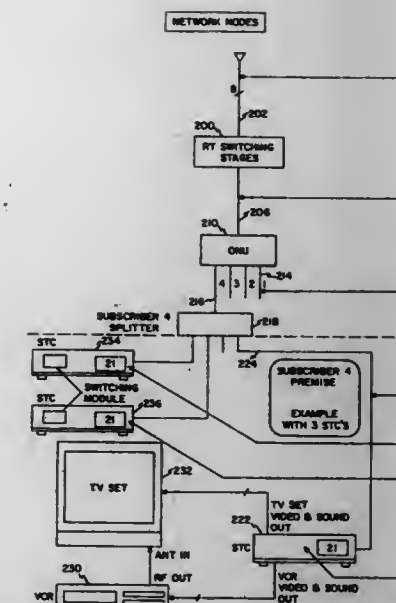 NETWORK NODES
8
202
200
RT SWITCHING
STAGES
206
210
ONU
4 3 2 1
214
216
SUBSCRIBER 4
SPLITTER
218
234
STC
21
224
SWITCHING
MODULE
SUBSCRIBER 4
PREMISE
EXAMPLE
WITH 3 STC'S
STC
236
21
T.V SET
232
TV SET
VIDEO & SOUND
OUT
222
STC
21
ANT IN
RF OUT
230
VCR
VCR
VIDEO & SOUND
OUT